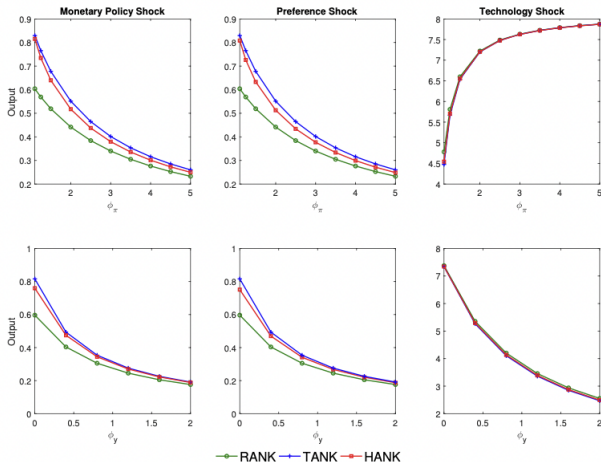 Monetary Policy Shock
Preference Shock
Technology Shock
0.9
0.8
0.7
0.6
0.5
0.4
0.3
0.2
Output
2 3 4 5
ϕπ
0.9
0.8
0.7
0.6
0.5
0.4
0.3
0.2
2 3 4 5
ϕπ
8
7.5
7
6.5
6
5.5
5
4.5
4
2 3 4 5
ϕπ
1
0.8
0.6
0.4
0.2
0
Output
0 0.5 1 1.5 2
ϕy
1
0.8
0.6
0.4
0.2
0
0 0.5 1 1.5 2
ϕy
8
7
6
5
4
3
2
0 0.5 1 1.5 2
ϕy
RANK TANK HANK